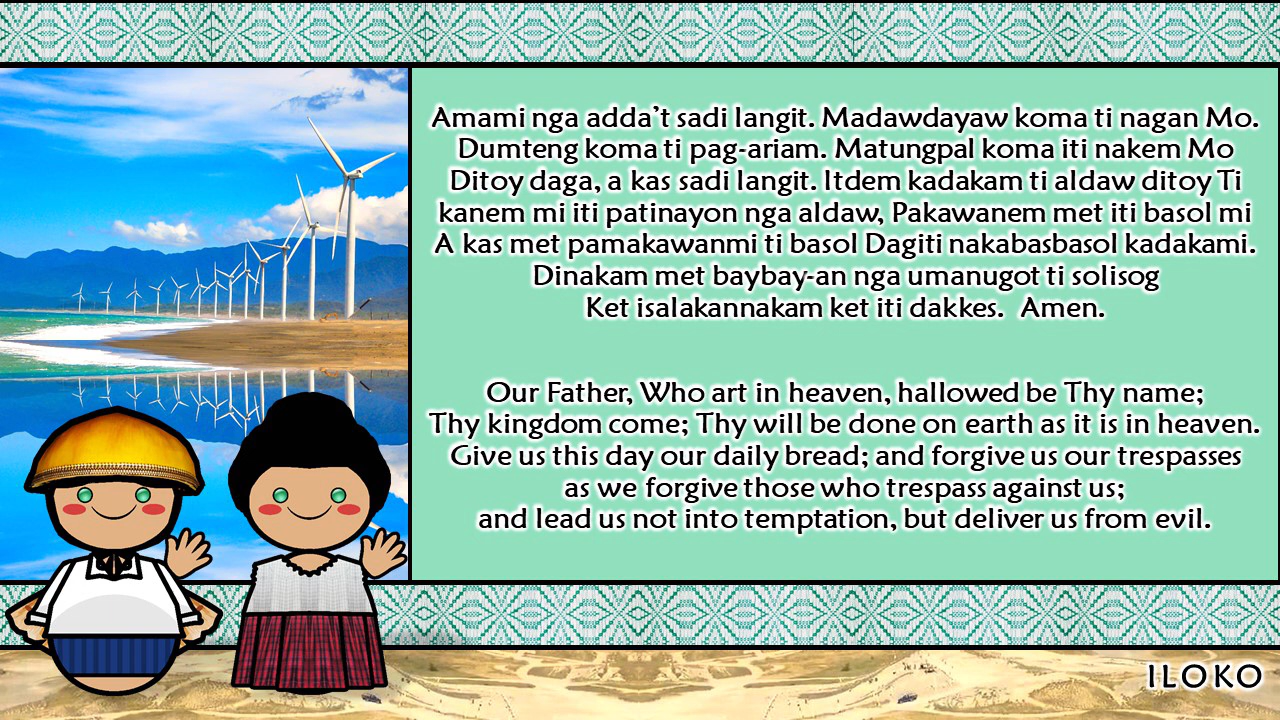 Amami nga adda’t sadi langit. Madawdayaw koma ti nagan Mo.
Dumteng koma ti pag-ariam. Matungpal koma iti nakem Mo
Ditoy daga, a kas sadi langit. Itdem kadakam ti aldaw ditoy Ti
kanem mi iti patinayon nga aldaw, Pakawanem met iti basol mi
A kas met pamakawanmi ti basol Dagiti nakabasbasol kadakami.
Dinakam met baybay-an nga umanugot ti solisog
Ket isalakannakam ket iti dakkes. Amen.
Our Father, Who art in heaven, hallowed be Thy name;
Thy kingdom come; Thy will be done on earth as it is in heaven.
Give us this day our daily bread; and forgive us our trespasses
as we forgive those who trespass against us;
and lead us not into temptation, but deliver us from evil.
ILOKO